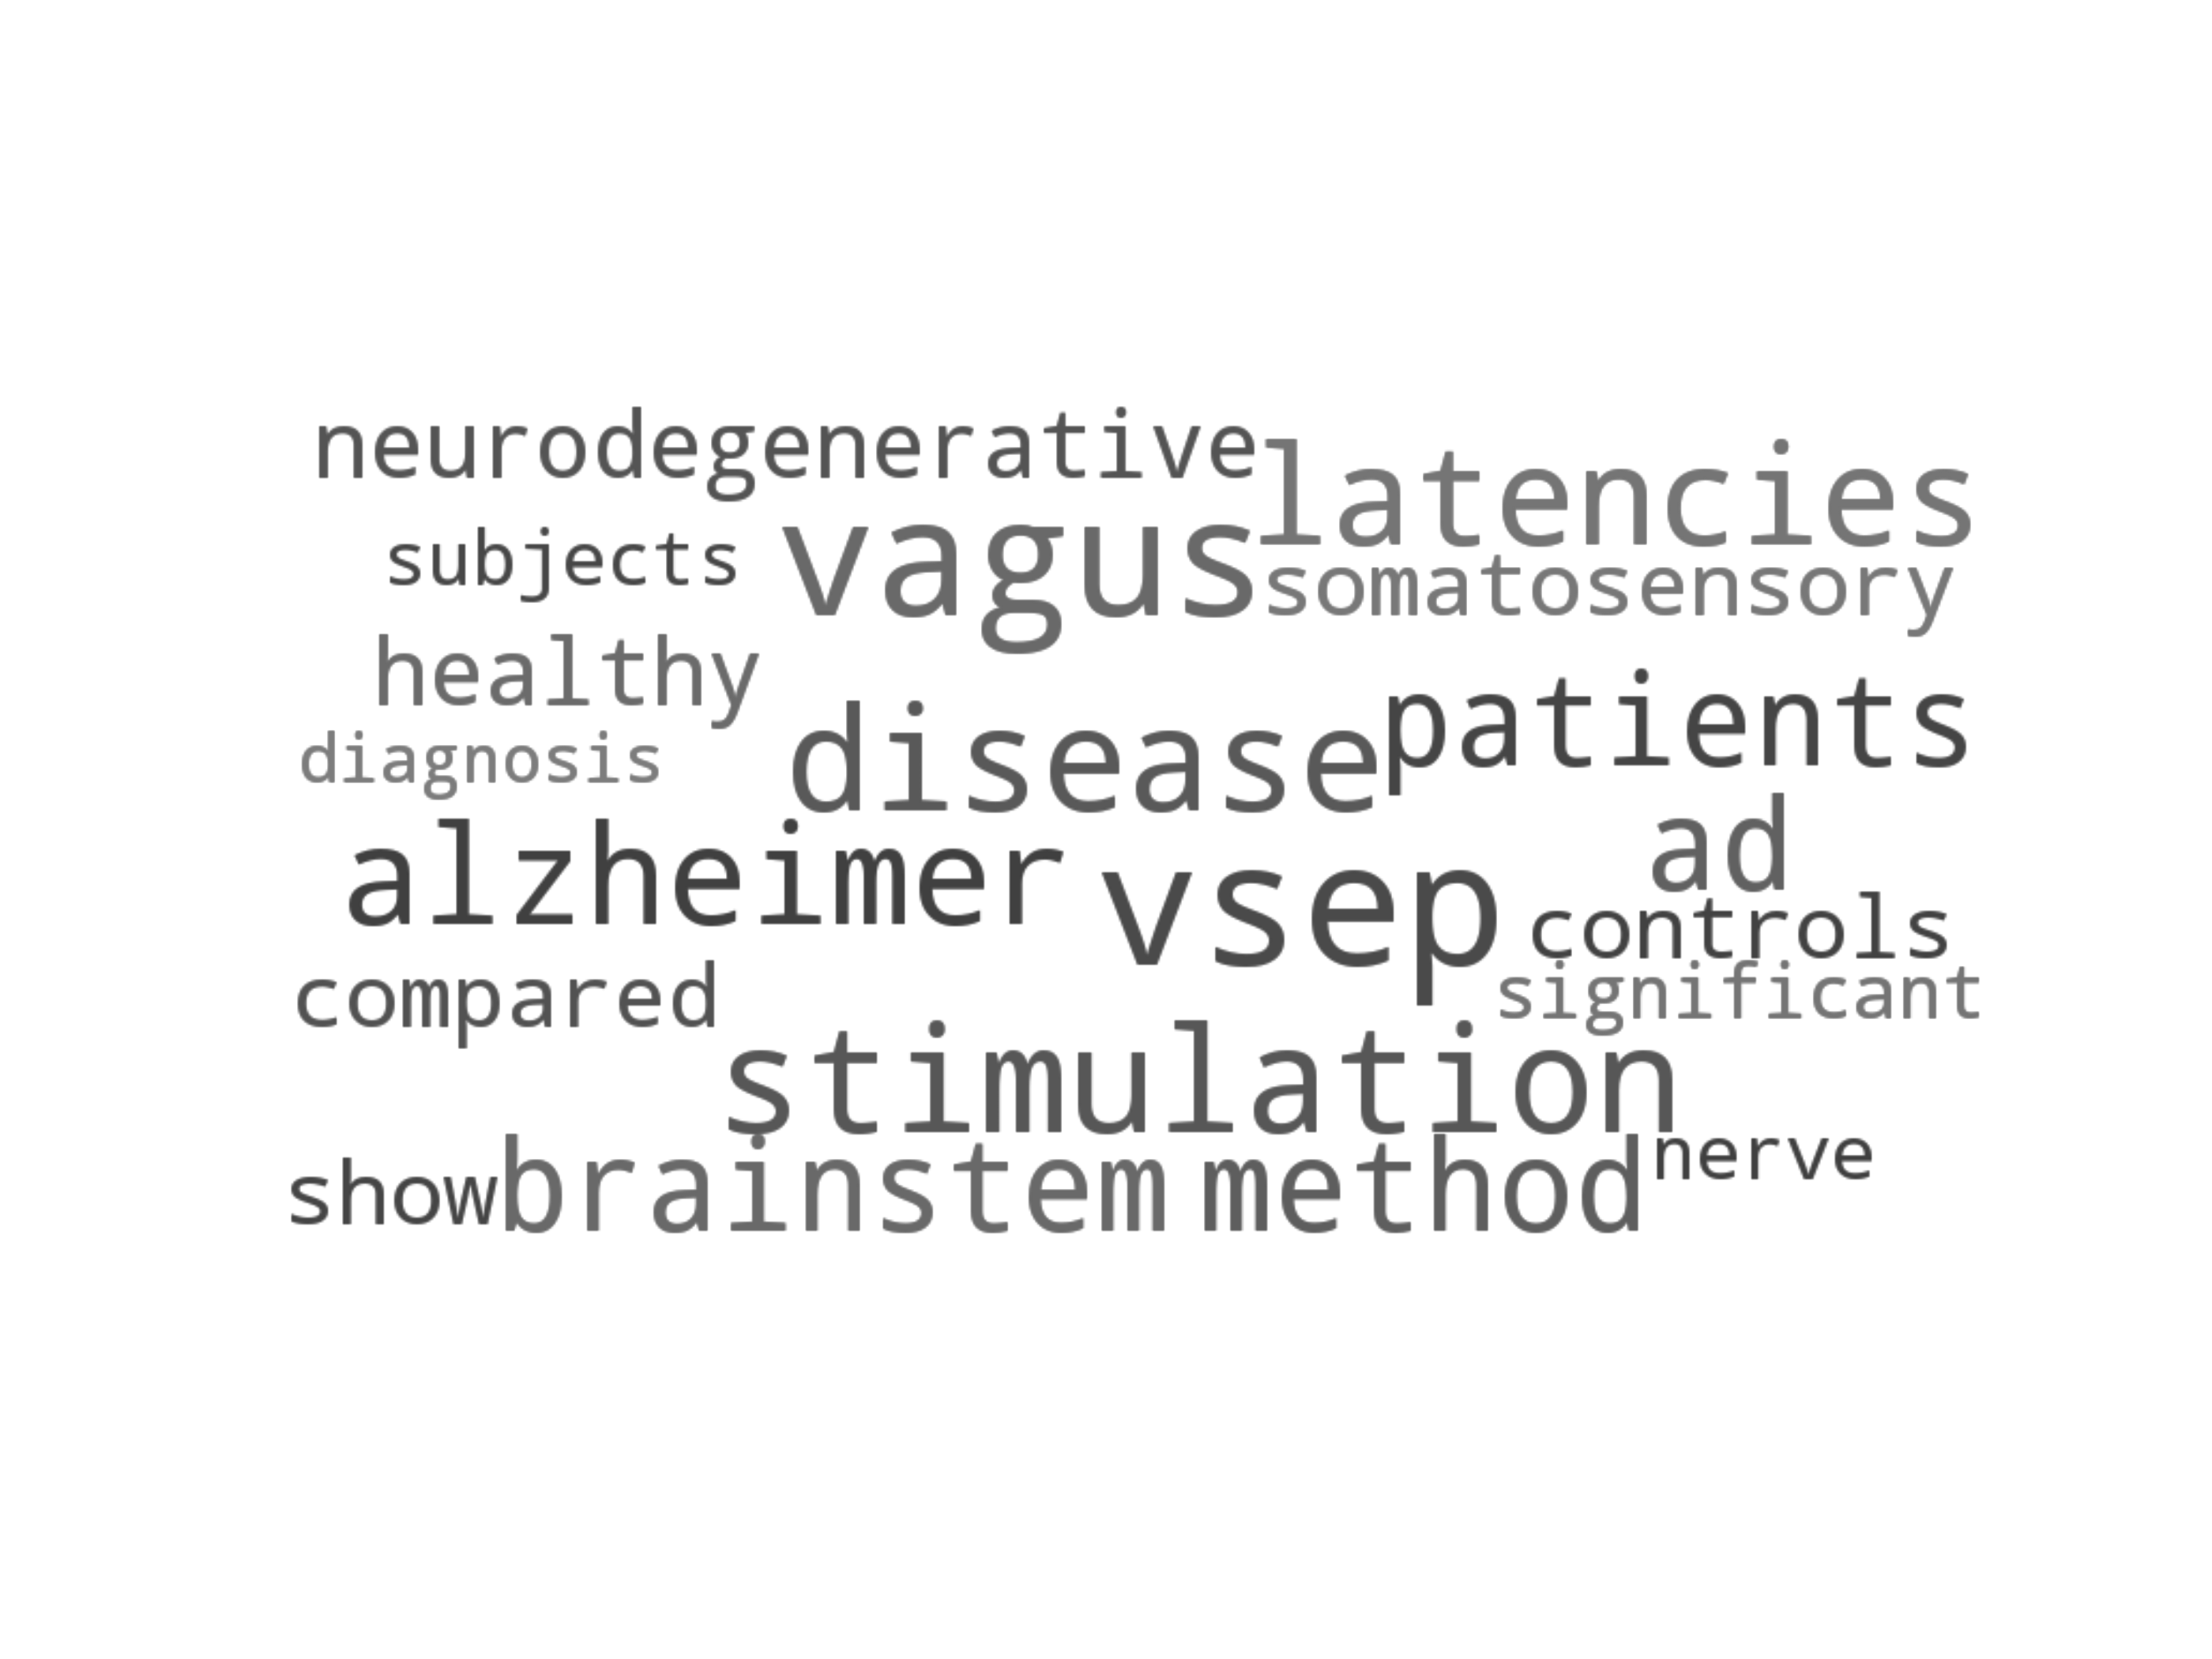 neurodegenerative latencies
subjects vagus somatosensory
healthy patients
diagnosis disease
alzheimer vsep ad
controls
compared significant
stimulation
show brainstem method nerve